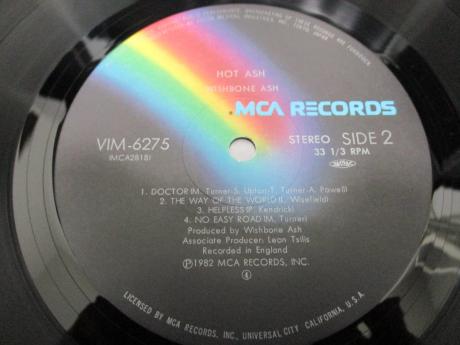 HOT ASH
WISHBONE ASH
MCA RECORDS
VIM-6275
(MCA2818)
STEREO SIDE 2
33 1/3 RPM
1. DOCTOR(M. Turner-S. Upton-T. Turner-A. Powell)
2. THE WAY OF THE WORLD(L. Wisefield)
3. HELPLESS(P. Kendrick)
4. NO EASY ROAD(M. Turner)
Produced by Wishbone Ash
Associate Producer: Leon Tsilis
Recorded in England
Ⓟ©1982 MCA RECORDS, INC.
4
LICENSED BY MCA RECORDS, INC., UNIVERSAL CITY, CALIFORNIA, U.S.A.